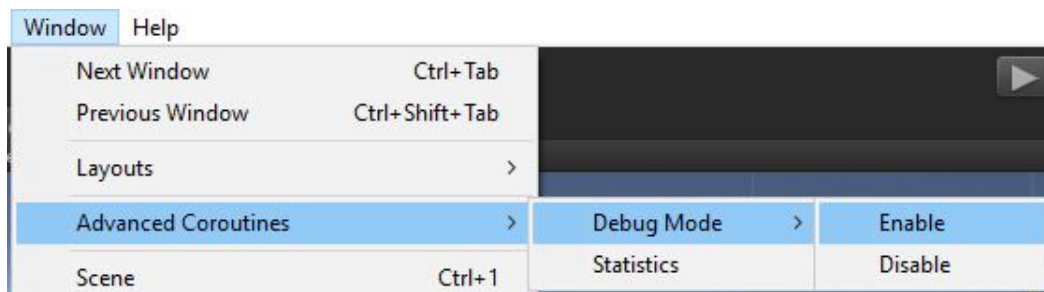 Window Help
Next Window Ctrl+Tab
Previous Window Ctrl+Shift+Tab
Layouts >
Advanced Coroutines > Debug Mode > Enable
Statistics Disable
Scene Ctrl+1